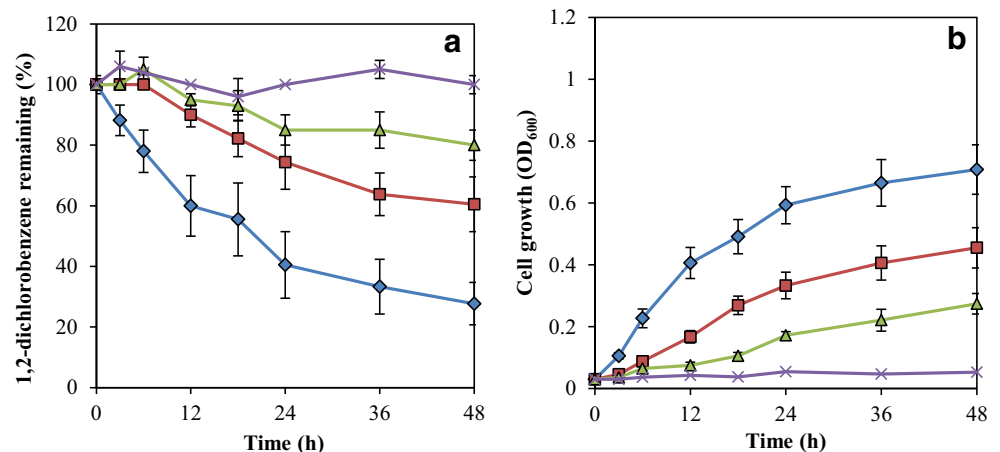 a
1,2-dichlorobenzene remaining (%)
120
100
80
60
40
20
0
0 12 24 36 48
Time (h)
b
Cell growth (OD600)
1.2
1
0.8
0.6
0.4
0.2
0
0 12 24 36 48
Time (h)